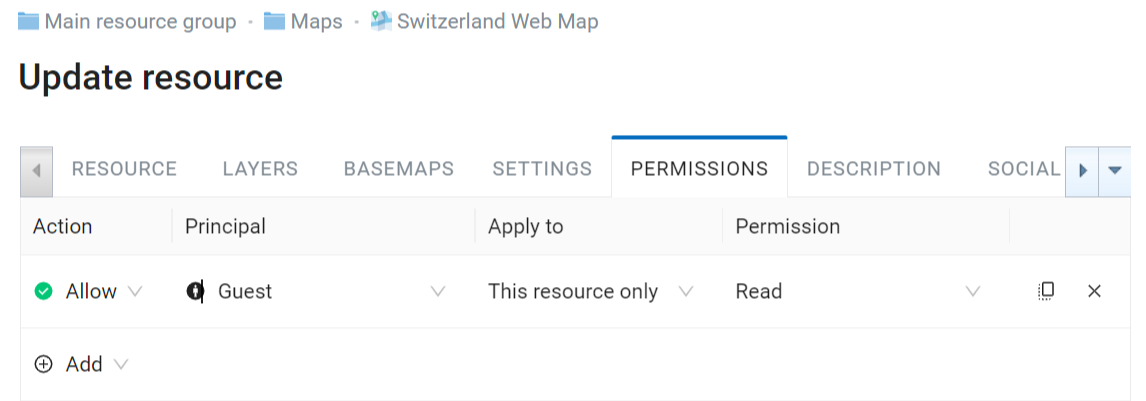 Main resource group · Maps · Switzerland Web Map
Update resource
RESOURCE LAYERS BASEMAPS SETTINGS PERMISSIONS DESCRIPTION SOCIAL
Action Principal Apply to Permission
Allow Guest This resource only Read
Add